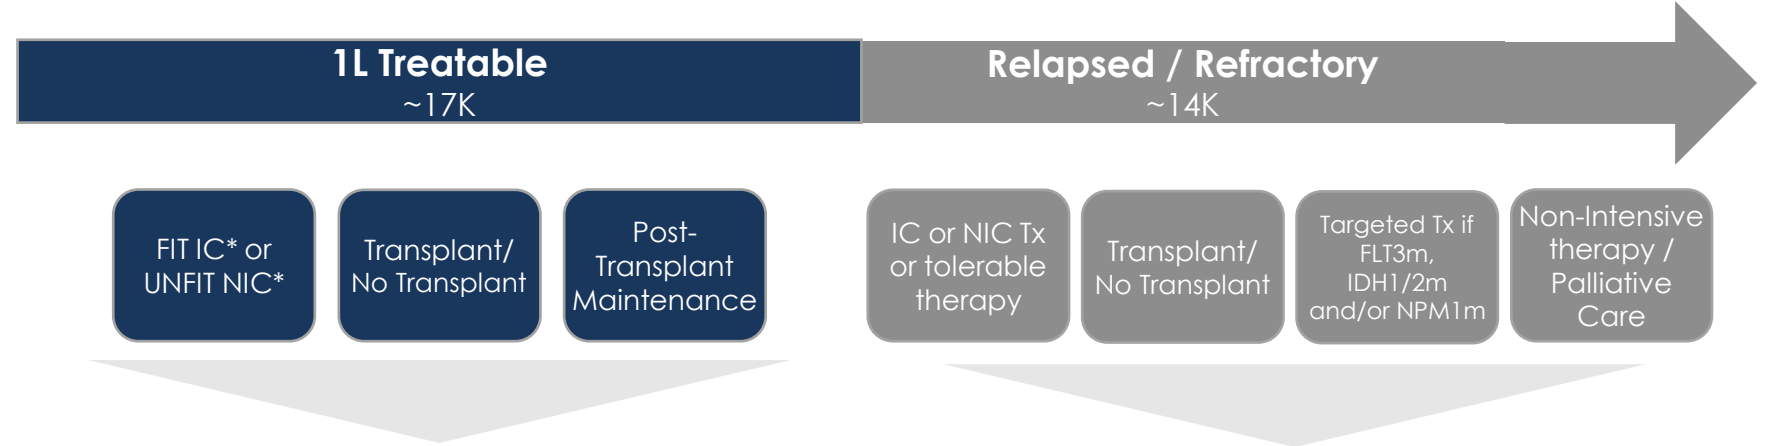 1L Treatable
~17K
Relapsed / Refractory
~14K
FIT IC* or
UNFIT NIC*
Transplant/
No Transplant
Post-
Transplant
Maintenance
IC or NIC Tx
or tolerable
therapy
Transplant/
No Transplant
Targeted Tx if
FLT3m,
IDH1/2m
and/or NPM1m
Non-Intensive
therapy /
Palliative
Care